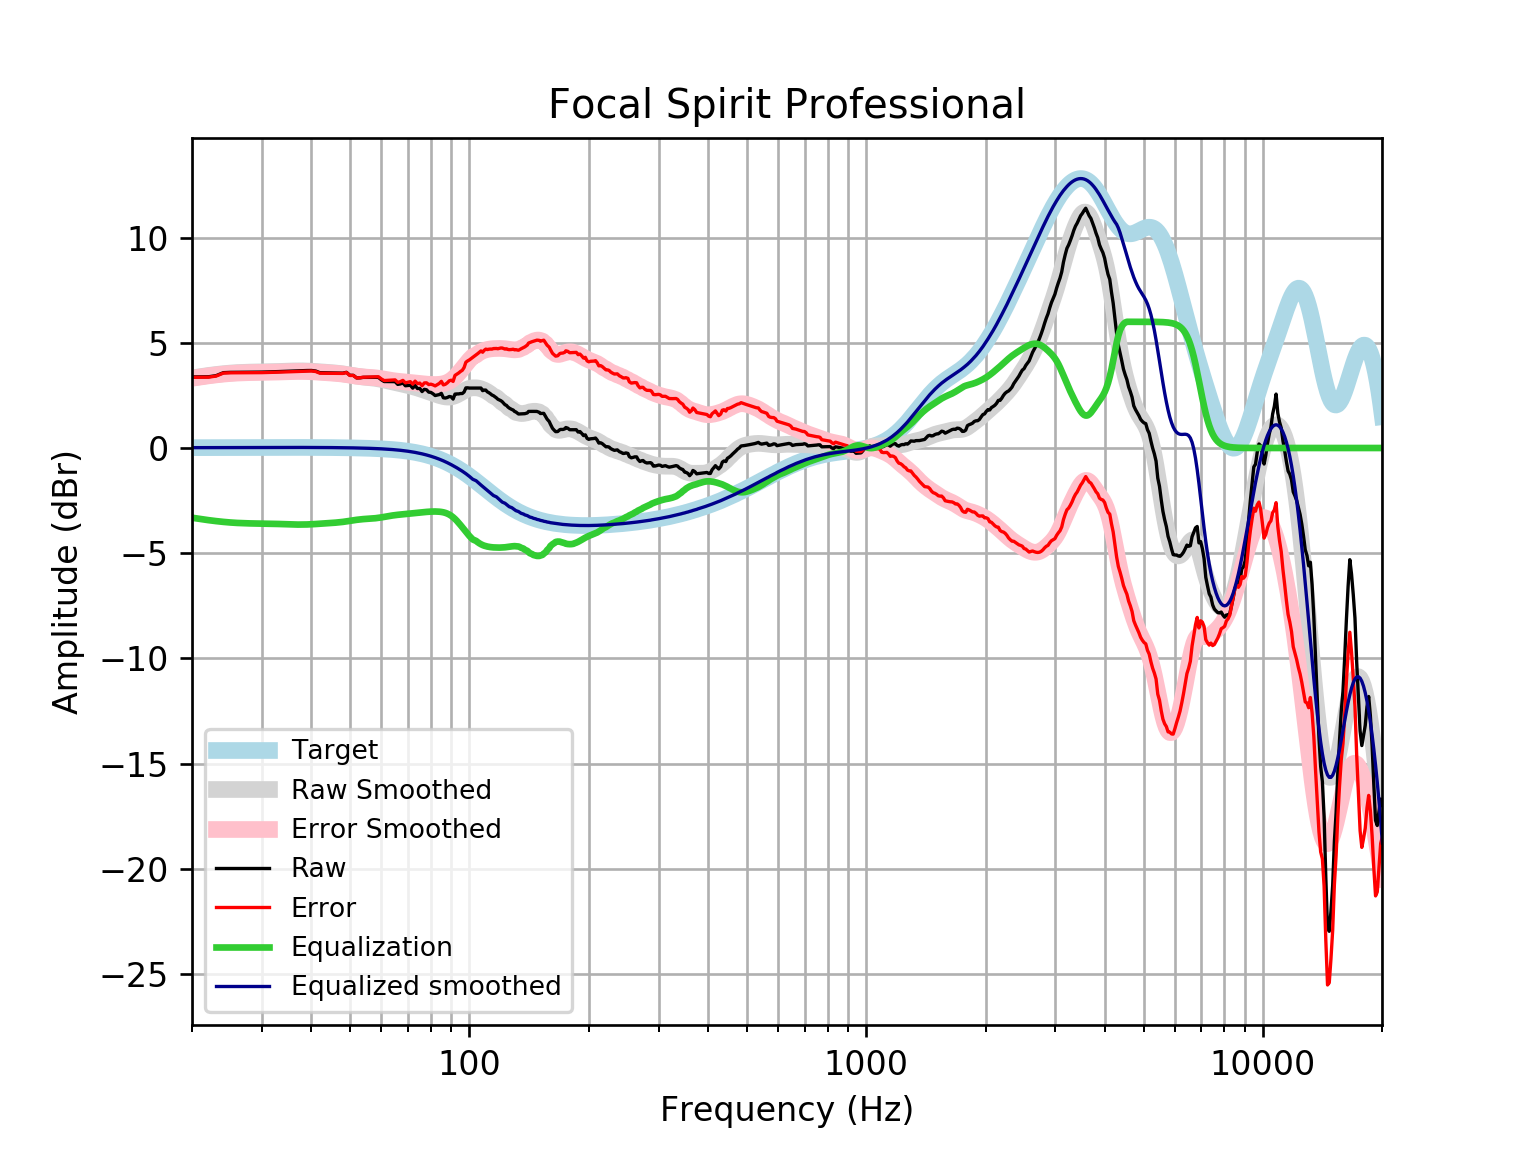 Focal Spirit Professional
Amplitude (dBr)
10
5
0
−5
−10
−15
−20
−25
Target
Raw Smoothed
Error Smoothed
Raw
Error
Equalization
Equalized smoothed
100
1000
10000
Frequency (Hz)